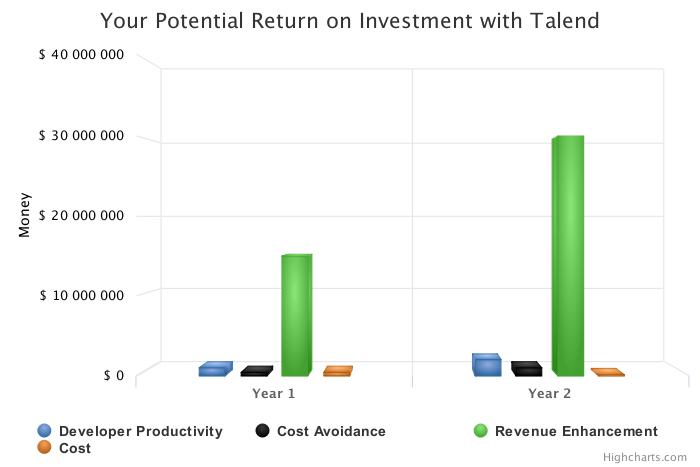 Your Potential Return on Investment with Talend
$ 40 000 000
$ 30 000 000
$ 20 000 000
$ 10 000 000
$ 0
Money
Year 1
Year 2
Developer Productivity
Cost Avoidance
Revenue Enhancement
Cost
Highcharts.com